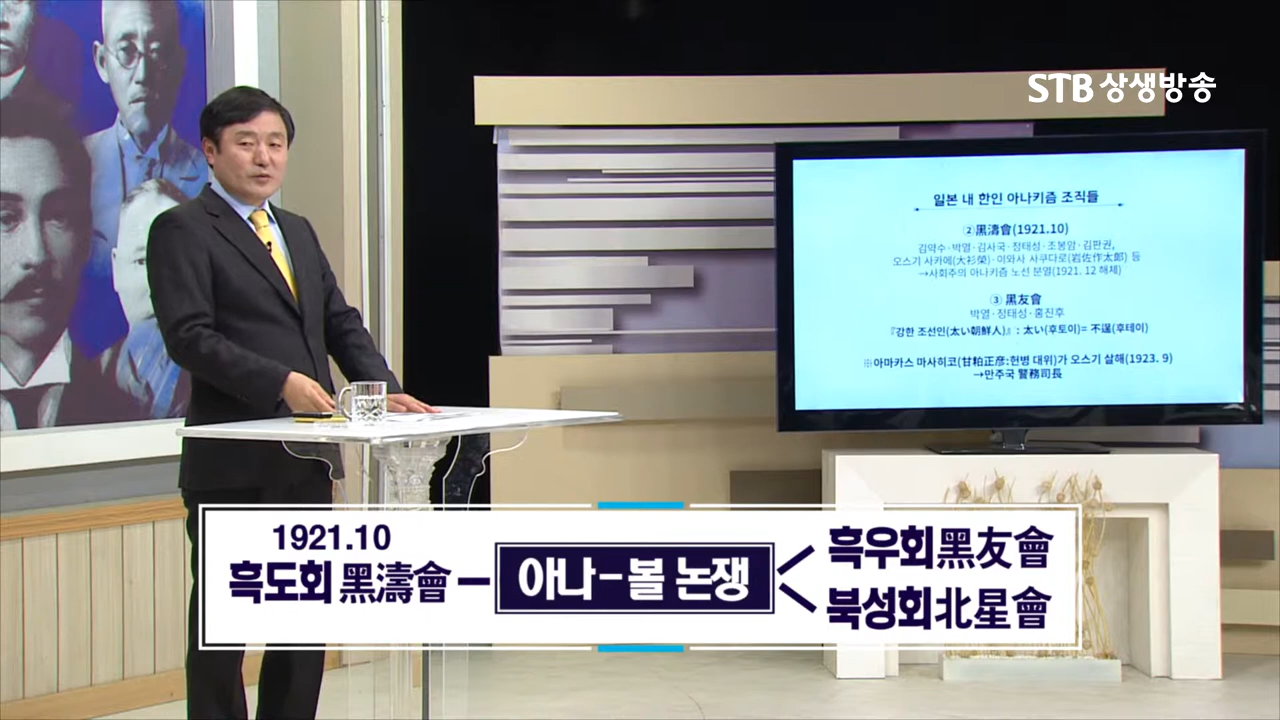 STB 상생방송
일본 내 한인 아나키즘 조직들
②黑濤會(1921.10)
김약수·박열·김사국·정태성·조봉암·김판권,
오스기 사카에(大衫榮)·이와사 사쿠다로(岩佐作太郎) 등
→사회주의 아나키즘 노선 분열(1921. 12 해체)
③ 黑友會
박열·정태성·홍진후
『강한 조선인(太い朝鮮人)』: 太い(후토이)= 不逞(후테이)
※아마카스 마사히코(甘粕正彦:헌병 대위)가 오스기 살해(1923. 9)
→만주국 警務司長
1921.10
흑도회 黑濤會
아나-볼 논쟁
흑우회黑友會
북성회北星會